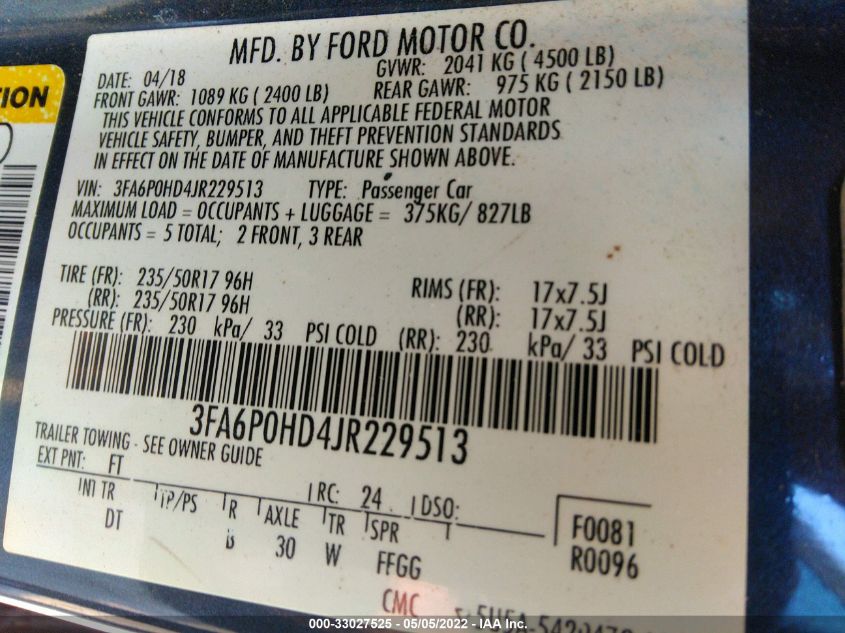 MFD. BY FORD MOTOR CO.
DATE: 04/18 GVWR: 2041 KG ( 4500 LB)
FRONT GAWR: 1089 KG ( 2400 LB) REAR GAWR: 975 KG ( 2150 LB)
THIS VEHICLE CONFORMS TO ALL APPLICABLE FEDERAL MOTOR
VEHICLE SAFETY, BUMPER, AND THEFT PREVENTION STANDARDS
IN EFFECT ON THE DATE OF MANUFACTURE SHOWN ABOVE.
VIN: 3FA6P0HD4JR229513 TYPE: Passenger Car
MAXIMUM LOAD = OCCUPANTS + LUGGAGE = 375KG/ 827LB
OCCUPANTS = 5 TOTAL; 2 FRONT, 3 REAR
TIRE (FR): 235/50R17 96H RIMS (FR): 17x7.5J
(RR): 235/50R17 96H (RR): 17x7.5J
PRESSURE (FR): 230 kPa/ 33 PSI COLD (RR): 230 kPa/ 33 PSI COLD
3FA6P0HD4JR229513
TRAILER TOWING - SEE OWNER GUIDE
EXT PNT: FT RC: 24 DSO:
INT TR TP/PS R AXLE TR SPR F0081
DT B 30 W FFGG R0096
CMC
000-33027525 - 05/05/2022 - IAA Inc.